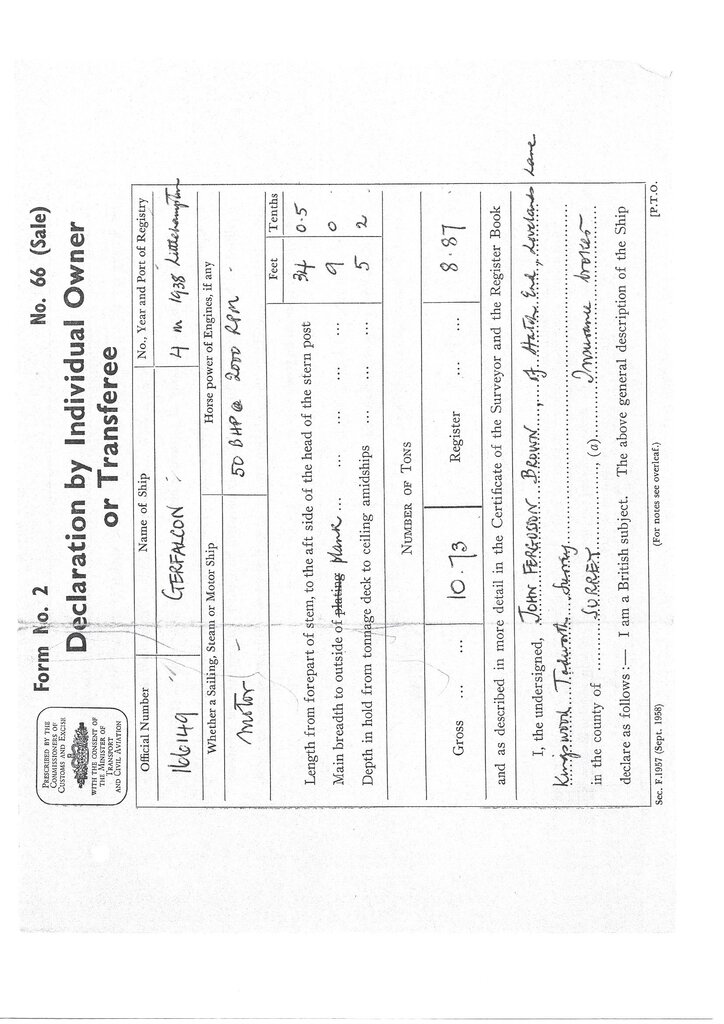 PRESCRIBED BY THE
COMMISSIONERS OF
CUSTOMS AND EXCISE
WITH THE CONSENT OF
THE MINISTER OF
TRANSPORT
AND CIVIL AVIATION
Form No. 2
No. 66 (Sale)
Declaration by Individual Owner
or Transferee
Official Number
Name of Ship
No., Year and Port of Registry
166149
GERFALCON
4 in 1938 Littlehampton
Whether a Sailing, Steam or Motor Ship
Horse power of Engines, if any
Motor -
50 BHP @ 2000 RPM
Feet
Tenths
Length from forepart of stem, to the aft side of the head of the stern post
34
0.5
Main breadth to outside of plating plank ... ... ... ...
9
0
Depth in hold from tonnage deck to ceiling amidships ... ... ...
5
2
NUMBER OF TONS
Gross ... ...
10.73
Register ... ...
8.87
and as described in more detail in the Certificate of the Surveyor and the Register Book
I, the undersigned, JOHN FERGUSON BROWN, of Hatch End, Lovelands Lane
Kingswood Tadworth Surrey
in the county of SURREY, (a) Insurance broker
declare as follows :— I am a British subject. The above general description of the Ship
Sec. F.1957 (Sept. 1958)
(For notes see overleaf.)
[P.T.O.